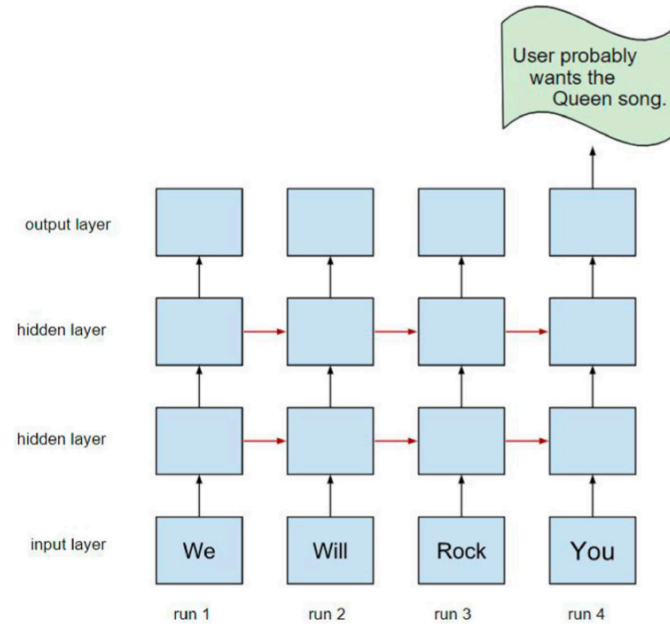 User probably
wants the
Queen song.
output layer
hidden layer
hidden layer
input layer
We
Will
Rock
You
run 1
run 2
run 3
run 4